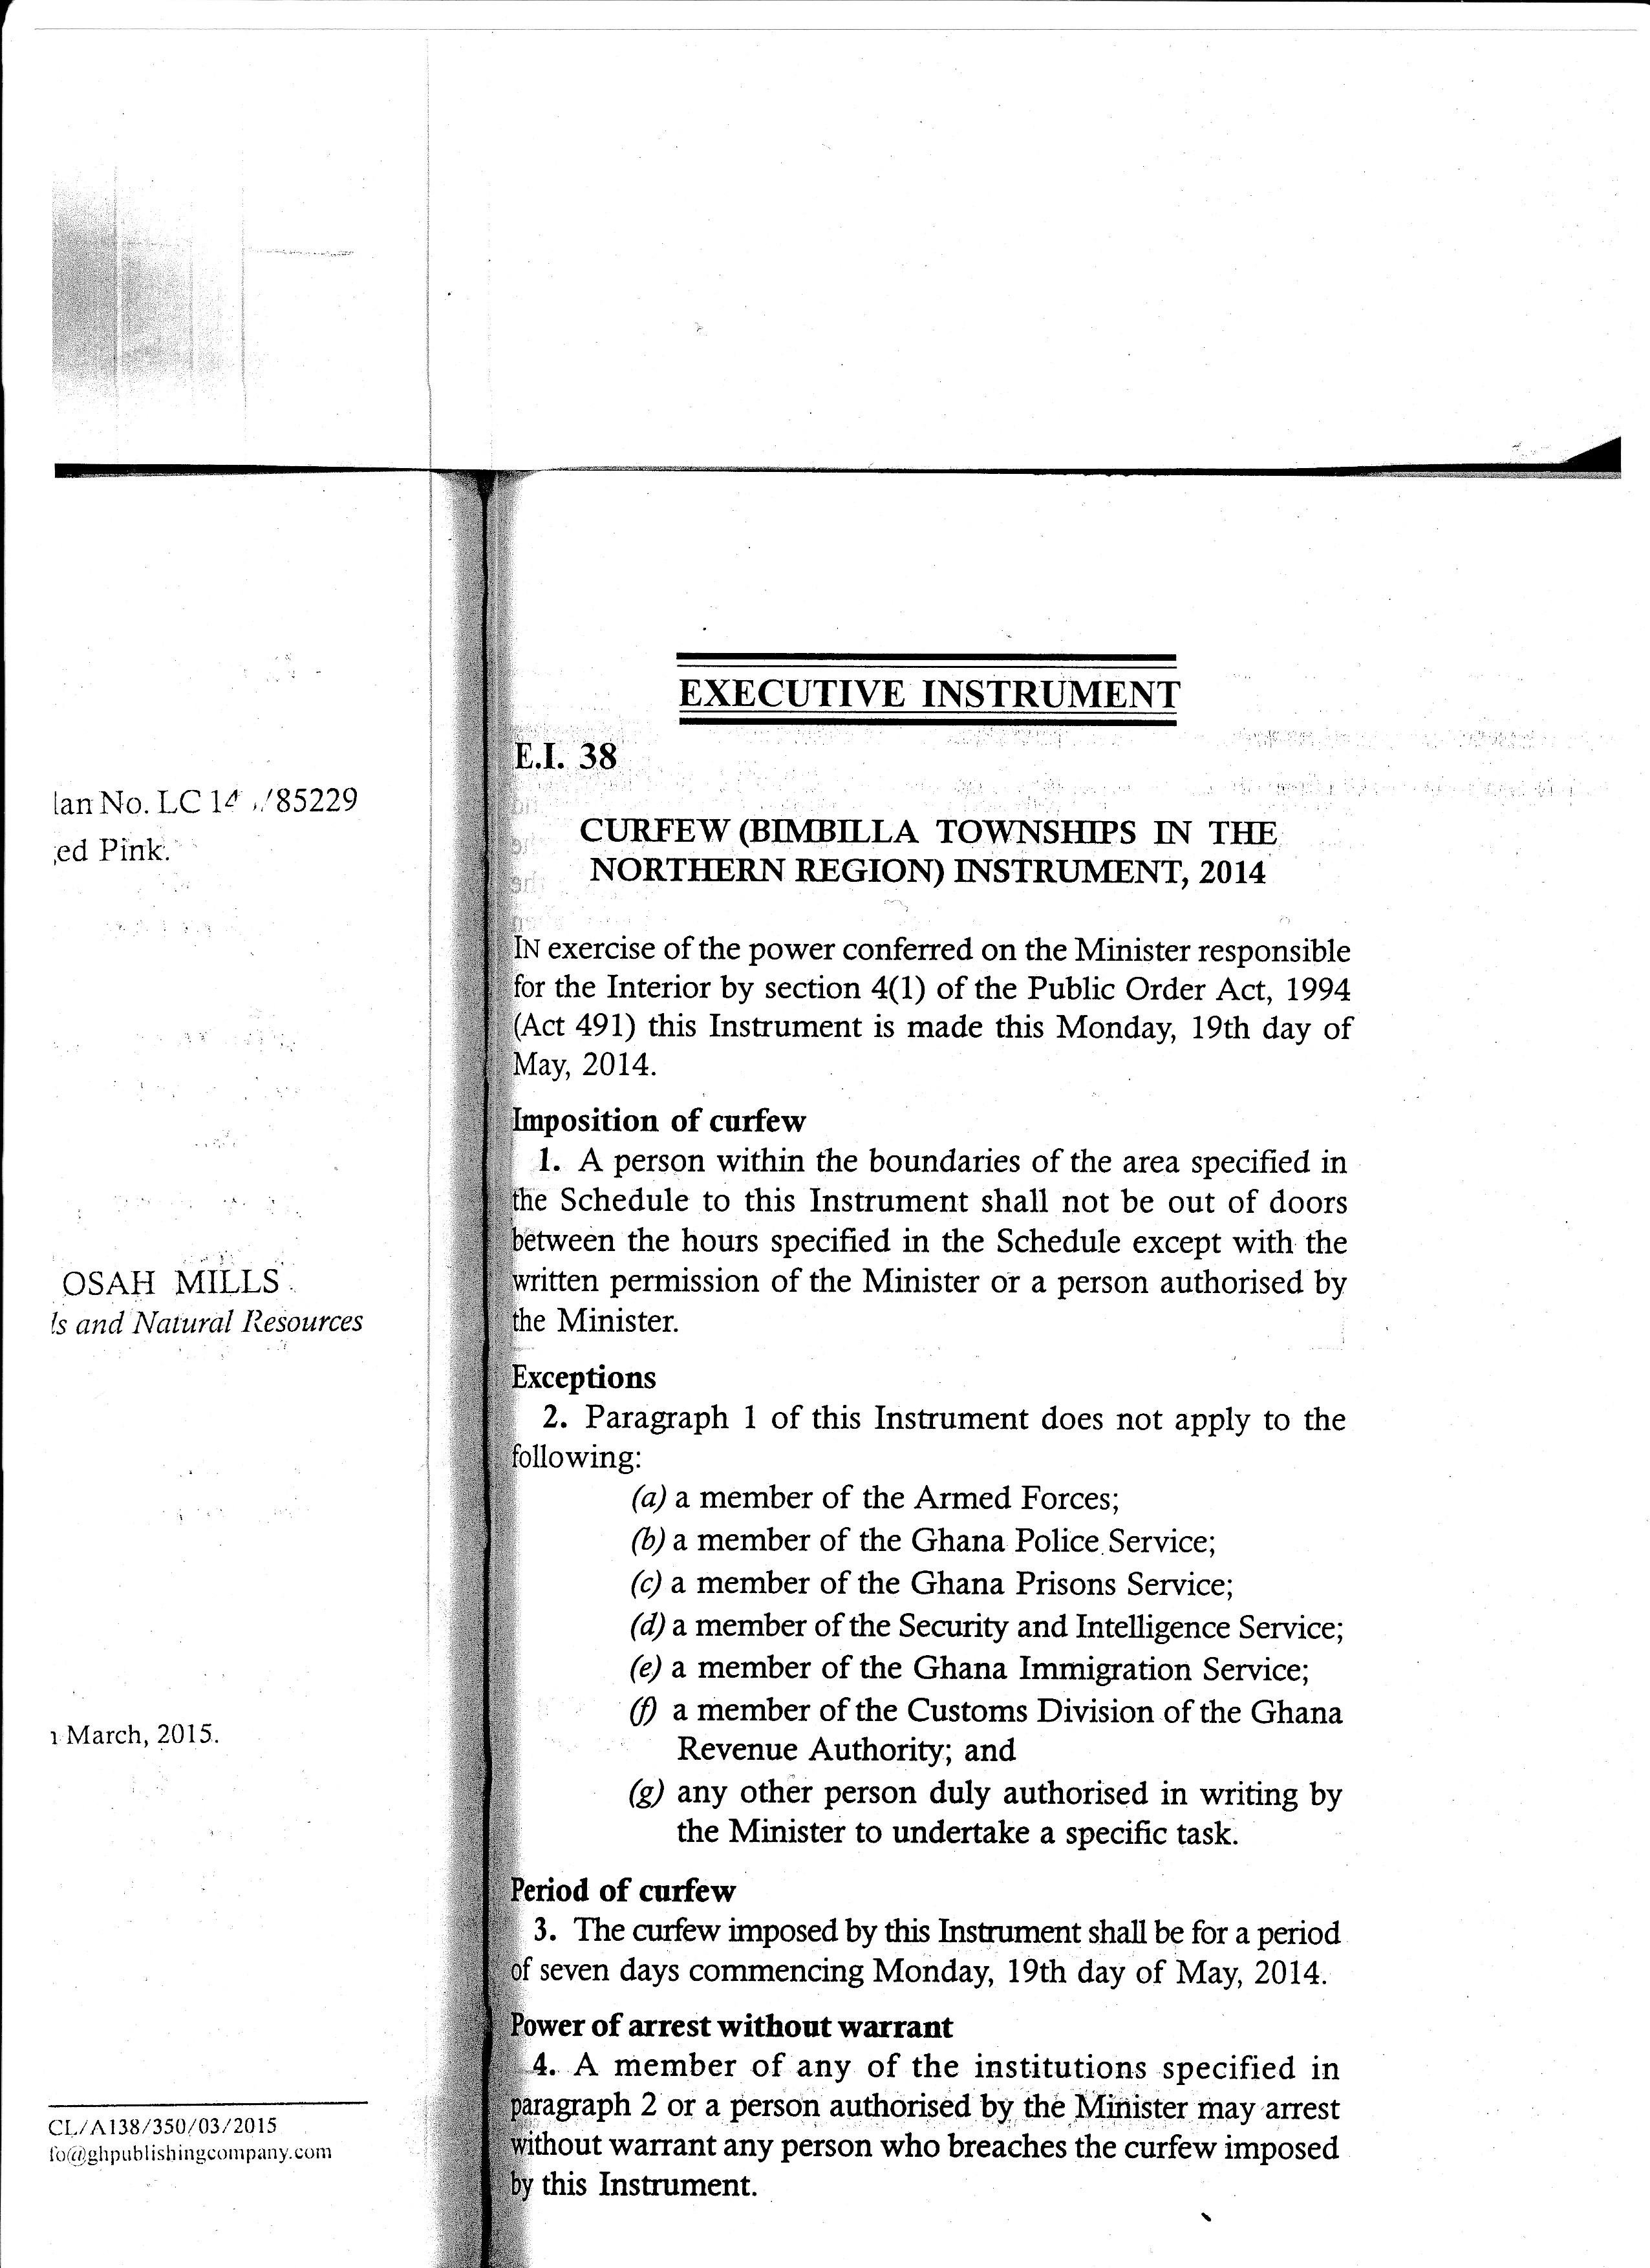 lan No. LC 14 /85229
ed Pink.
OSAH MILLS
ls and Natural Resources
March, 2015.
CL/A138/350/03/2015
fo@ghpublishingcompany.com
EXECUTIVE INSTRUMENT
E.I. 38
CURFEW (BIMBILLA TOWNSHIPS IN THE
NORTHERN REGION) INSTRUMENT, 2014
IN exercise of the power conferred on the Minister responsible
for the Interior by section 4(1) of the Public Order Act, 1994
(Act 491) this Instrument is made this Monday, 19th day of
May, 2014.
Imposition of curfew
1. A person within the boundaries of the area specified in
the Schedule to this Instrument shall not be out of doors
between the hours specified in the Schedule except with the
written permission of the Minister or a person authorised by
the Minister.
Exceptions
2. Paragraph 1 of this Instrument does not apply to the
following:
(a) a member of the Armed Forces;
(b) a member of the Ghana Police Service;
(c) a member of the Ghana Prisons Service;
(d) a member of the Security and Intelligence Service;
(e) a member of the Ghana Immigration Service;
(f) a member of the Customs Division of the Ghana
Revenue Authority; and
(g) any other person duly authorised in writing by
the Minister to undertake a specific task.
Period of curfew
3. The curfew imposed by this Instrument shall be for a period
of seven days commencing Monday, 19th day of May, 2014.
Power of arrest without warrant
4. A member of any of the institutions specified in
paragraph 2 or a person authorised by the Minister may arrest
without warrant any person who breaches the curfew imposed
by this Instrument.